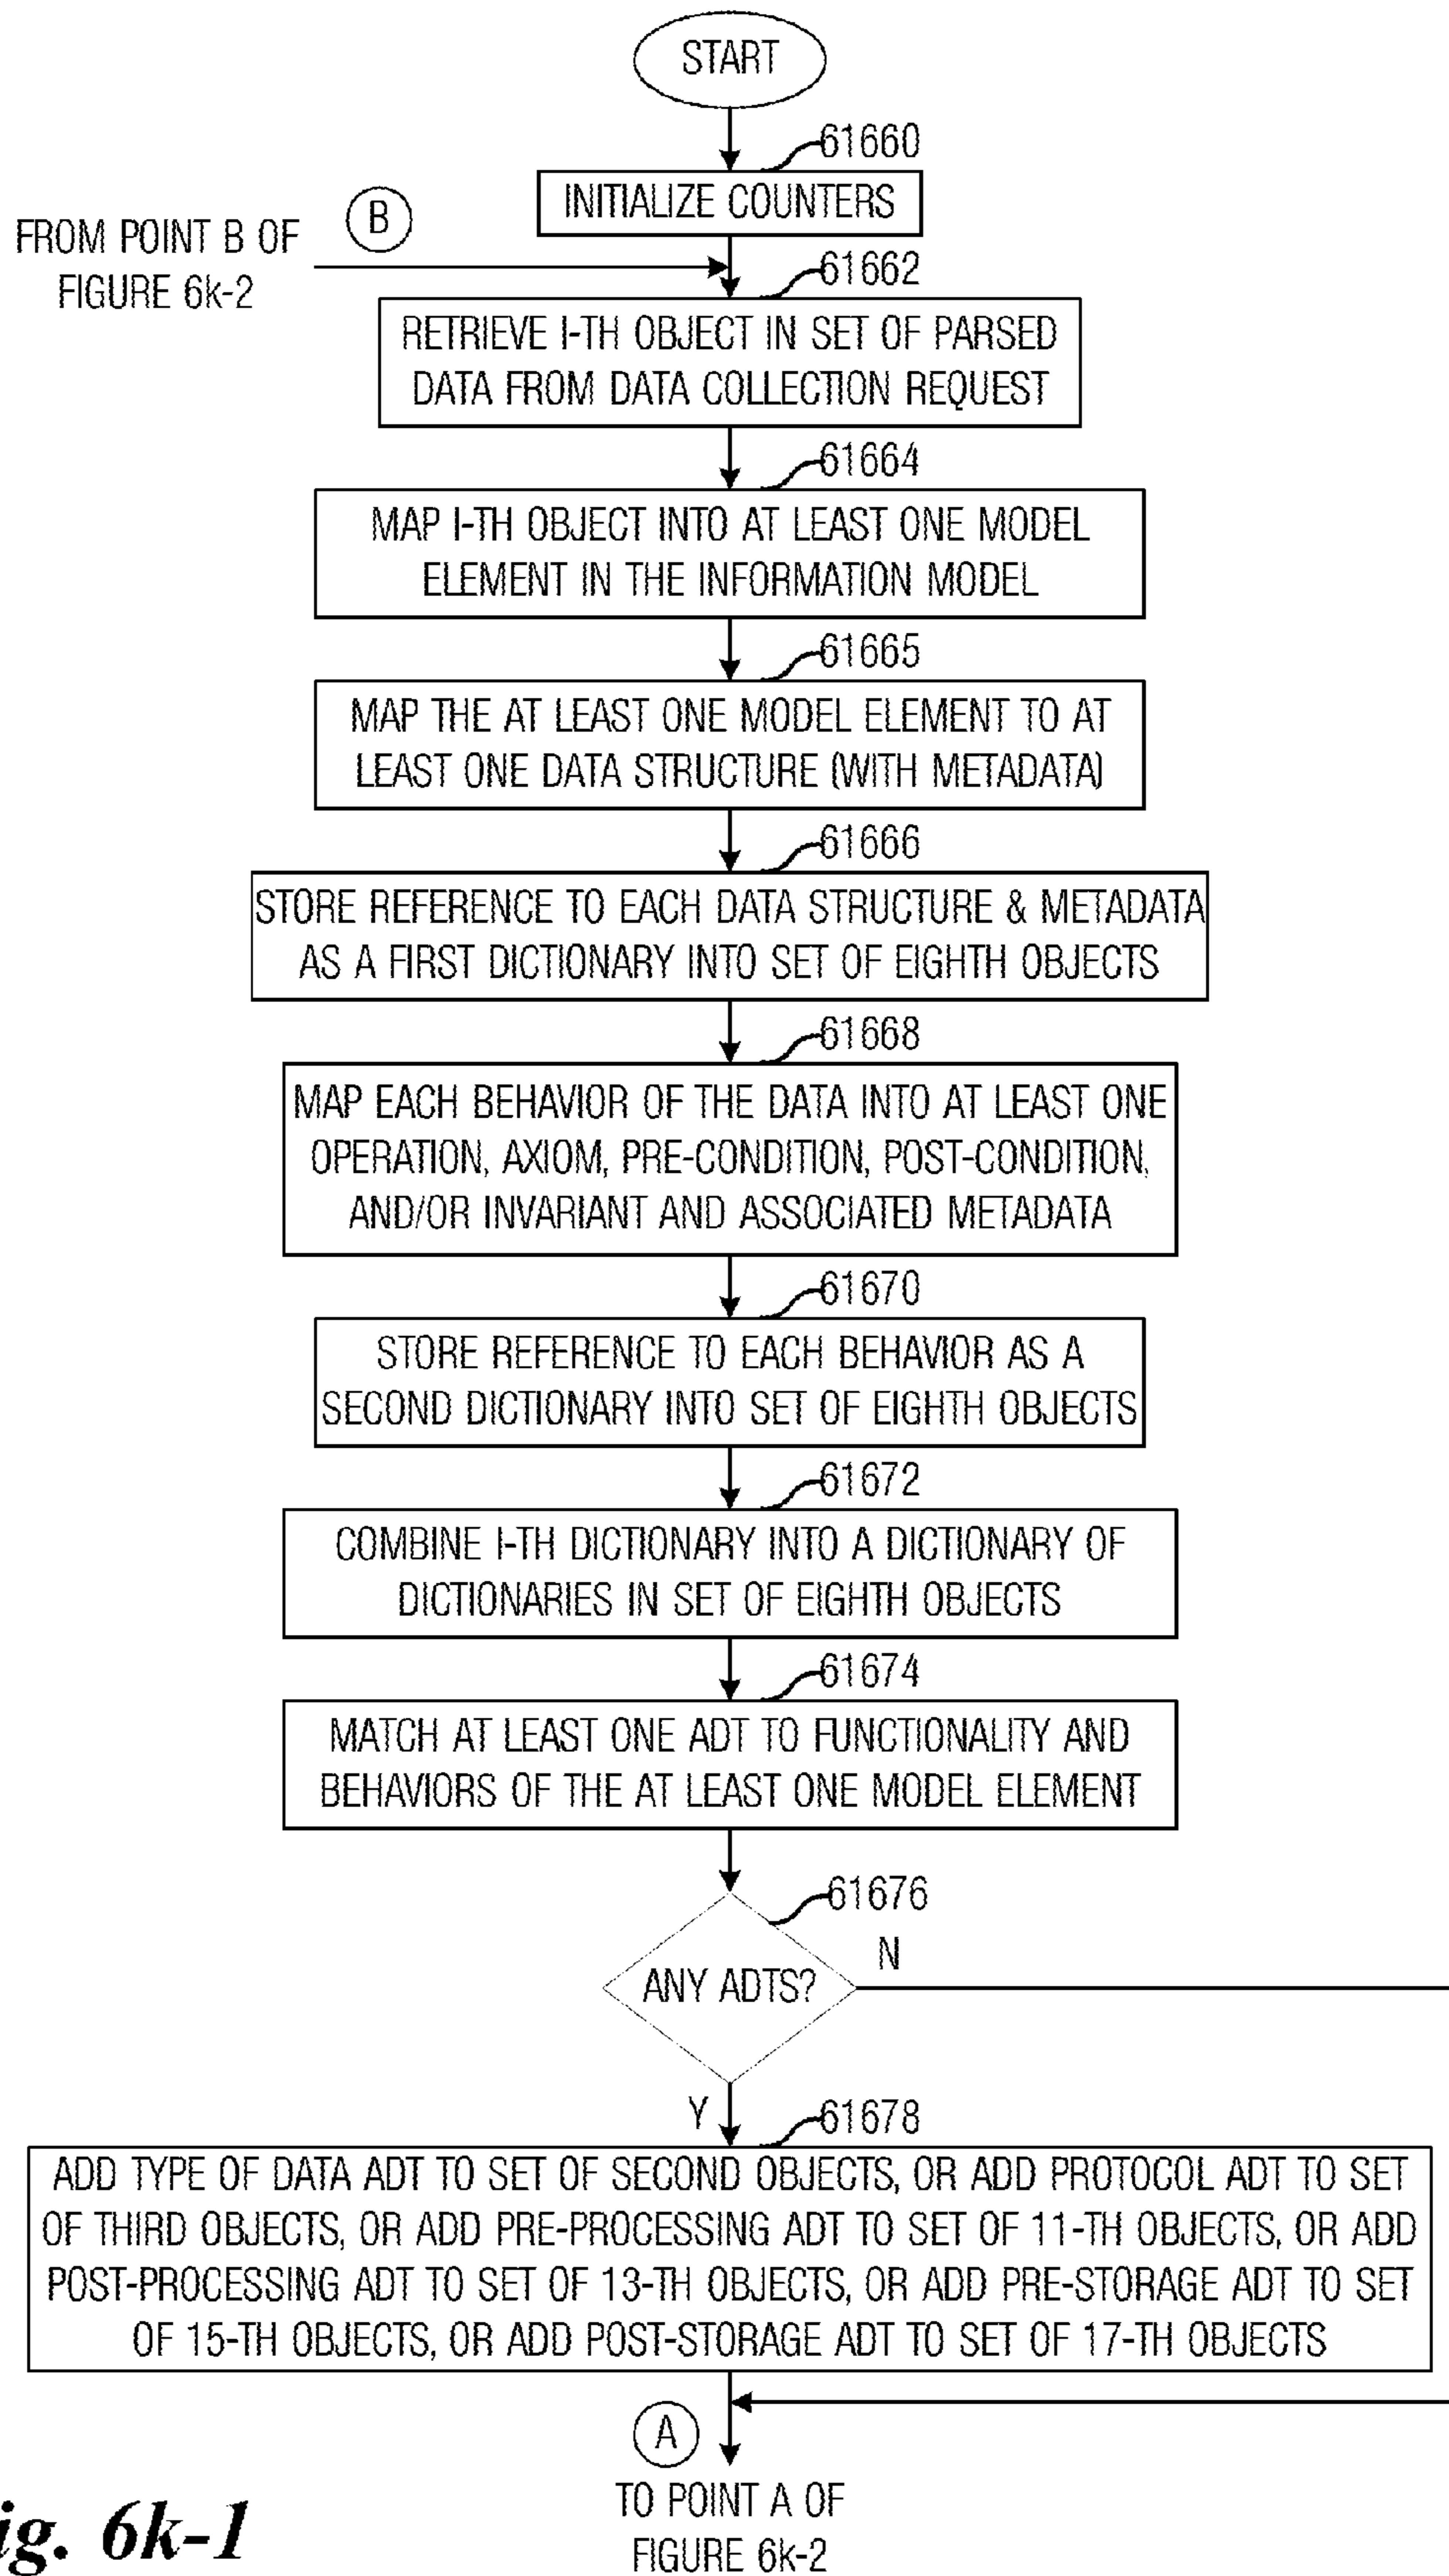 START
61660
INITIALIZE COUNTERS
B
FROM POINT B OF
FIGURE 6k-2
61662
RETRIEVE I-TH OBJECT IN SET OF PARSED
DATA FROM DATA COLLECTION REQUEST
61664
MAP I-TH OBJECT INTO AT LEAST ONE MODEL
ELEMENT IN THE INFORMATION MODEL
61665
MAP THE AT LEAST ONE MODEL ELEMENT TO AT
LEAST ONE DATA STRUCTURE (WITH METADATA)
61666
STORE REFERENCE TO EACH DATA STRUCTURE & METADATA
AS A FIRST DICTIONARY INTO SET OF EIGHTH OBJECTS
61668
MAP EACH BEHAVIOR OF THE DATA INTO AT LEAST ONE
OPERATION, AXIOM, PRE-CONDITION, POST-CONDITION,
AND/OR INVARIANT AND ASSOCIATED METADATA
61670
STORE REFERENCE TO EACH BEHAVIOR AS A
SECOND DICTIONARY INTO SET OF EIGHTH OBJECTS
61672
COMBINE I-TH DICTIONARY INTO A DICTIONARY OF
DICTIONARIES IN SET OF EIGHTH OBJECTS
61674
MATCH AT LEAST ONE ADT TO FUNCTIONALITY AND
BEHAVIORS OF THE AT LEAST ONE MODEL ELEMENT
61676
N
ANY ADTS?
Y
61678
ADD TYPE OF DATA ADT TO SET OF SECOND OBJECTS, OR ADD PROTOCOL ADT TO SET
OF THIRD OBJECTS, OR ADD PRE-PROCESSING ADT TO SET OF 11-TH OBJECTS, OR ADD
POST-PROCESSING ADT TO SET OF 13-TH OBJECTS, OR ADD PRE-STORAGE ADT TO SET
OF 15-TH OBJECTS, OR ADD POST-STORAGE ADT TO SET OF 17-TH OBJECTS
A
TO POINT A OF
FIGURE 6k-2
ig. 6k-1